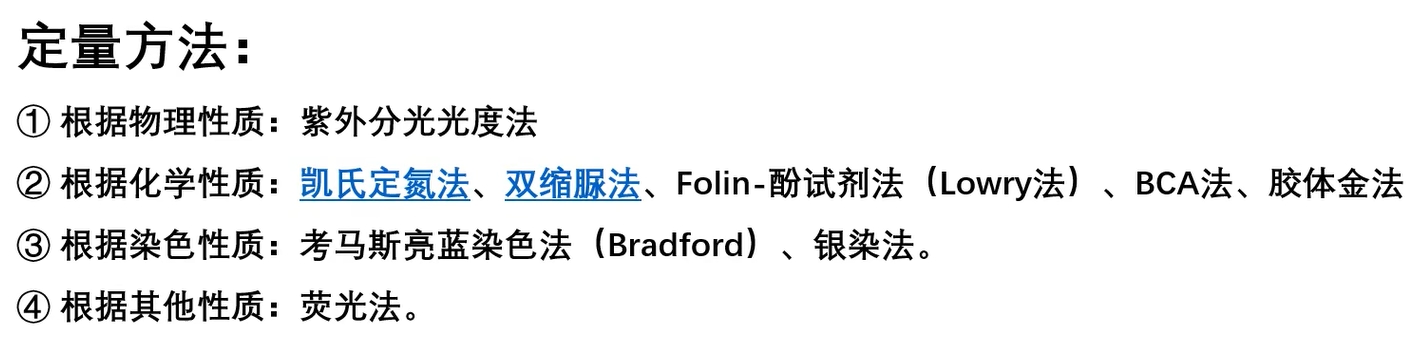 定量方法：
① 根据物理性质：紫外分光光度法
② 根据化学性质：凯氏定氮法、双缩脲法、Folin-酚试剂法（Lowry法）、BCA法、胶体金法
③ 根据染色性质：考马斯亮蓝染色法（Bradford）、银染法。
④ 根据其他性质：荧光法。